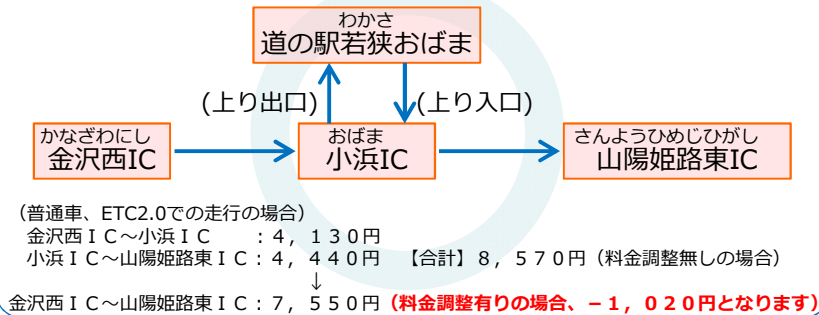 わかさ
道の駅若狭おばま
(上り出口)
(上り入口)
かなざわにし
金沢西IC
おばま
小浜IC
さんようひめじひがし
山陽姫路東IC
（普通車、ETC2.0での走行の場合）
金沢西ＩＣ～小浜ＩＣ　　：４，１３０円
小浜ＩＣ～山陽姫路東ＩＣ：４，４４０円　【合計】８，５７０円（料金調整無しの場合）
↓
金沢西ＩＣ～山陽姫路東ＩＣ：７，５５０円（料金調整有りの場合、－１，０２０円となります）